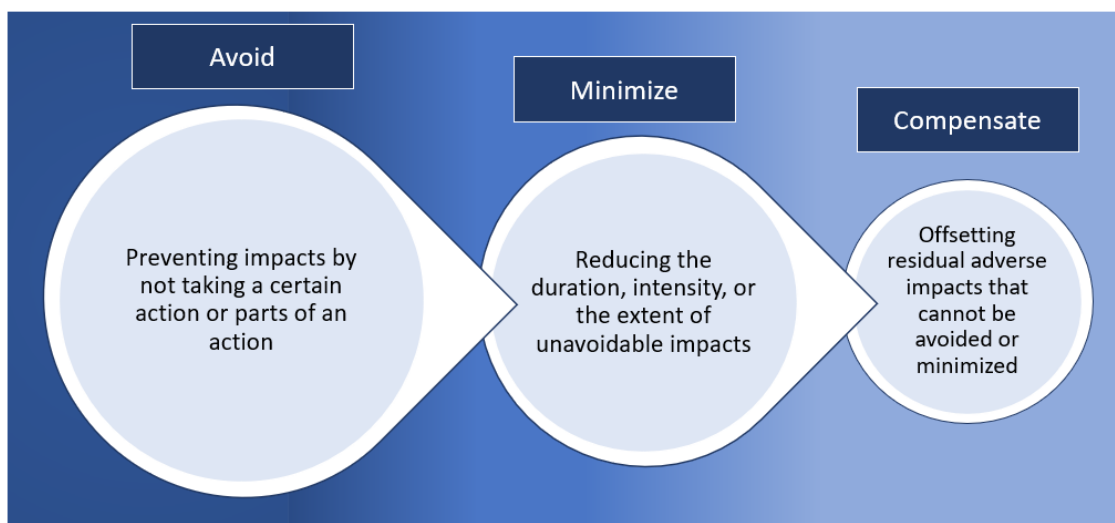 Avoid
Preventing impacts by
not taking a certain
action or parts of an
action
Minimize
Reducing the
duration, intensity, or
the extent of
unavoidable impacts
Compensate
Offsetting
residual adverse
impacts that
cannot be
avoided or
minimized